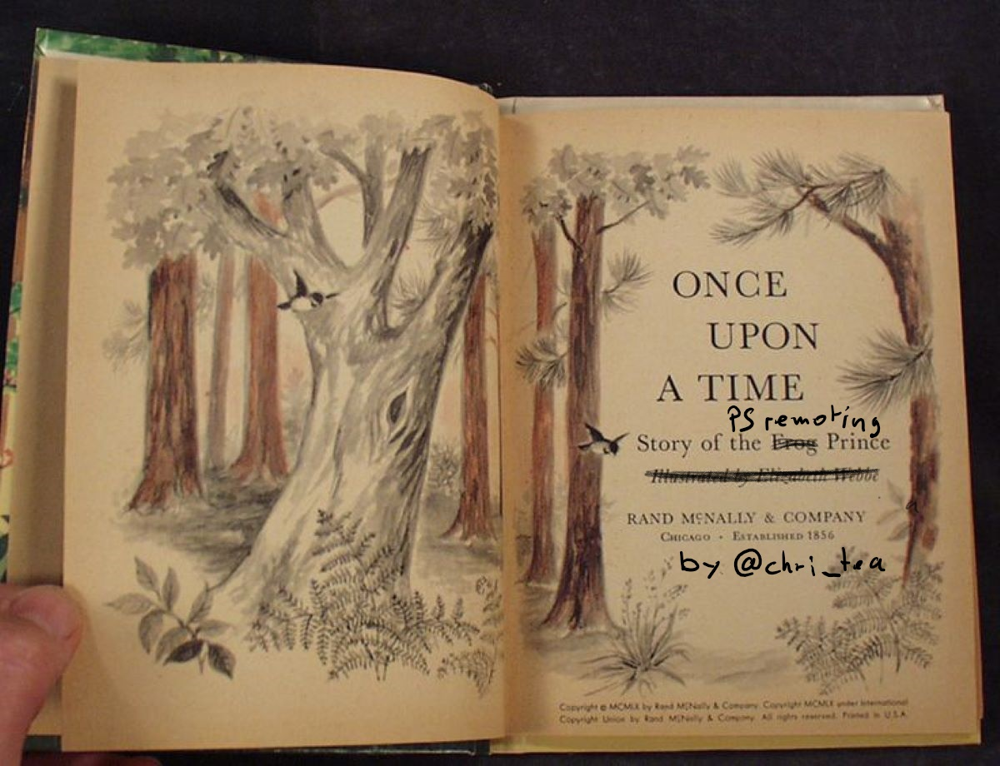 ONCE
UPON
A TIME
PS remoting
Story of the Frog Prince
Illustrated by Elizabeth Webbe
RAND McNALLY & COMPANY
CHICAGO • ESTABLISHED 1856
by @chri_tea
Copyright © MCMLIX by Rand McNally & Company. Copyright MCMLIX under International
Copyright Union by Rand McNally & Company. All rights reserved. Printed in U.S.A.